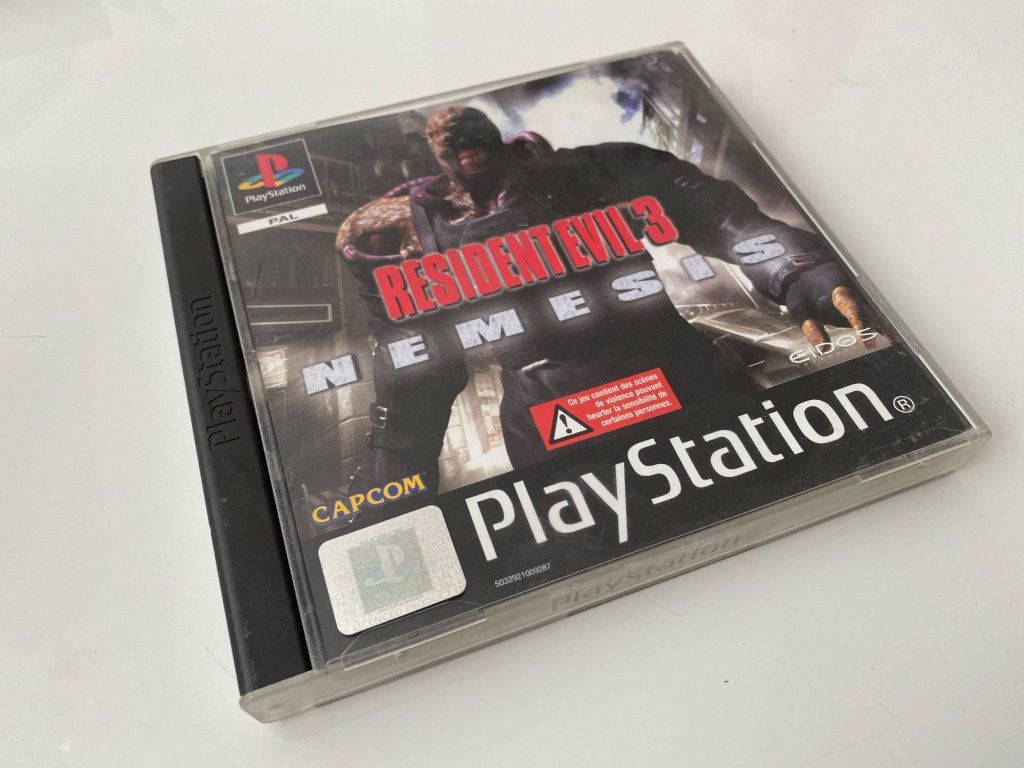 PlayStation
PAL
RESIDENT EVIL 3
NEMESIS
EIDOS
Ce jeu contient des scènes
de violence pouvant
heurter la sensibilité de
certaines personnes.
CAPCOM
PlayStation®
5032921009287
PlayStation
PlayStation
SONY